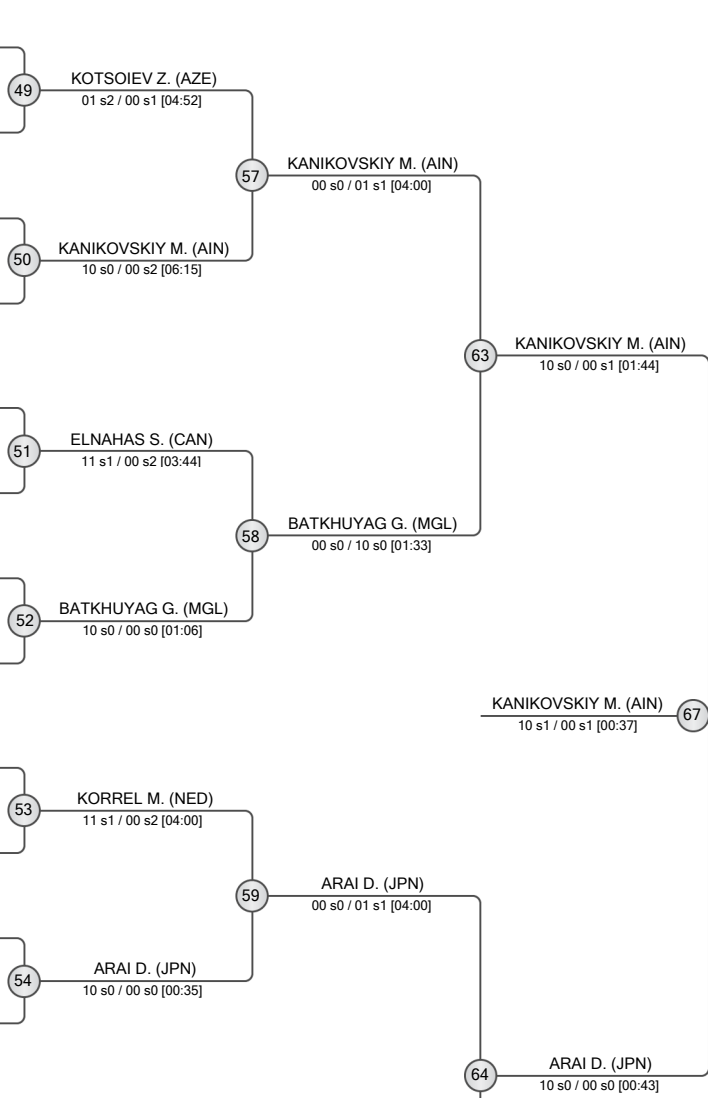 49
KOTSOIEV Z. (AZE)
01 s2 / 00 s1 [04:52]
57
KANIKOVSKIY M. (AIN)
00 s0 / 01 s1 [04:00]
50
KANIKOVSKIY M. (AIN)
10 s0 / 00 s2 [06:15]
63
KANIKOVSKIY M. (AIN)
10 s0 / 00 s1 [01:44]
51
ELNAHAS S. (CAN)
11 s1 / 00 s2 [03:44]
58
BATKHUYAG G. (MGL)
00 s0 / 10 s0 [01:33]
52
BATKHUYAG G. (MGL)
10 s0 / 00 s0 [01:06]
KANIKOVSKIY M. (AIN)
10 s1 / 00 s1 [00:37]
67
53
KORREL M. (NED)
11 s1 / 00 s2 [04:00]
59
ARAI D. (JPN)
00 s0 / 01 s1 [04:00]
54
ARAI D. (JPN)
10 s0 / 00 s0 [00:35]
64
ARAI D. (JPN)
10 s0 / 00 s0 [00:43]